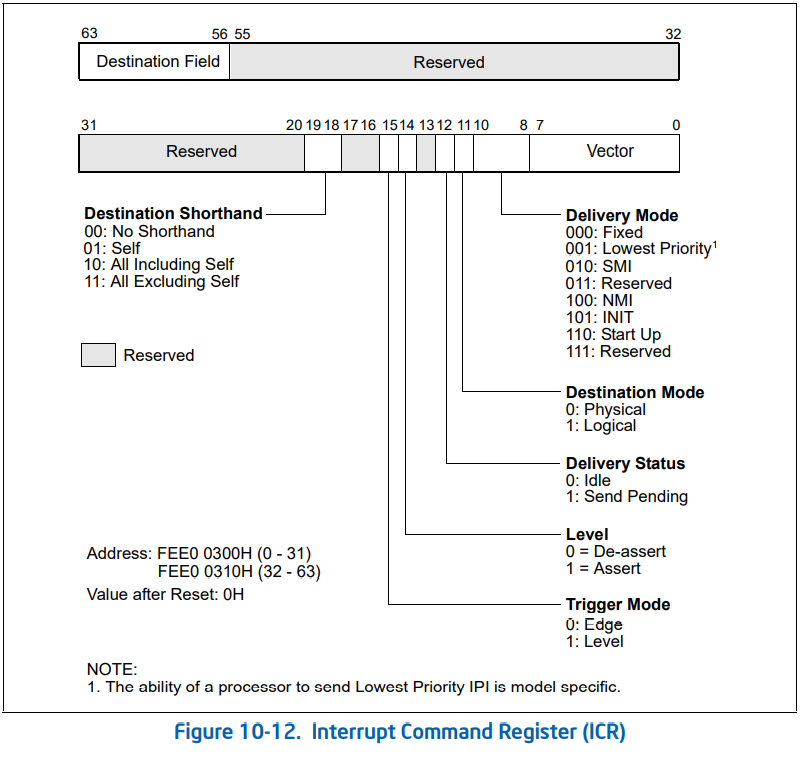 63 56 55 32
Destination Field Reserved
31 20 19 18 17 16 15 14 13 12 11 10 8 7 0
Reserved Vector
Destination Shorthand
00: No Shorthand
01: Self
10: All Including Self
11: All Excluding Self
Reserved
Delivery Mode
000: Fixed
001: Lowest Priority1
010: SMI
011: Reserved
100: NMI
101: INIT
110: Start Up
111: Reserved
Destination Mode
0: Physical
1: Logical
Delivery Status
0: Idle
1: Send Pending
Level
0 = De-assert
1 = Assert
Trigger Mode
0: Edge
1: Level
Address: FEE0 0300H (0 - 31)
FEE0 0310H (32 - 63)
Value after Reset: 0H
NOTE:
1. The ability of a processor to send Lowest Priority IPI is model specific.
Figure 10-12. Interrupt Command Register (ICR)